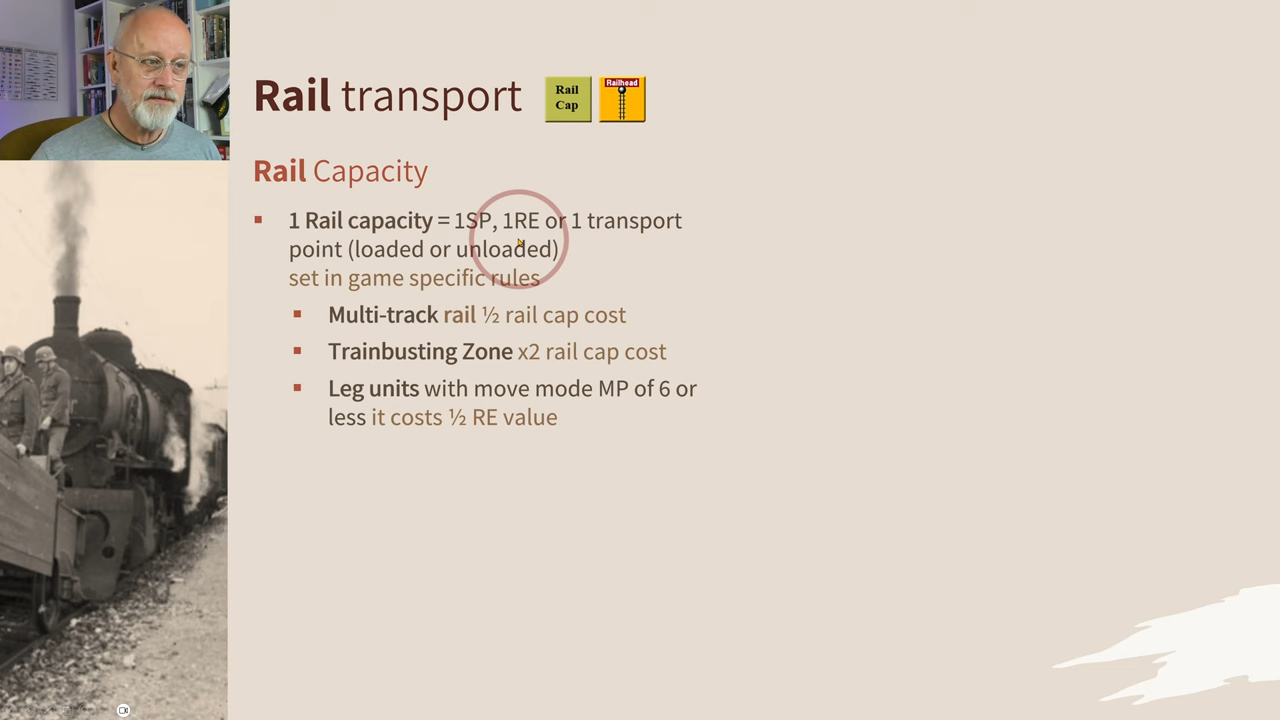 Rail transport
Rail
Cap
Railhead
Rail Capacity
1 Rail capacity = 1SP, 1RE or 1 transport
point (loaded or unloaded)
set in game specific rules
Multi-track rail ½ rail cap cost
Trainbusting Zone x2 rail cap cost
Leg units with move mode MP of 6 or
less it costs ½ RE value